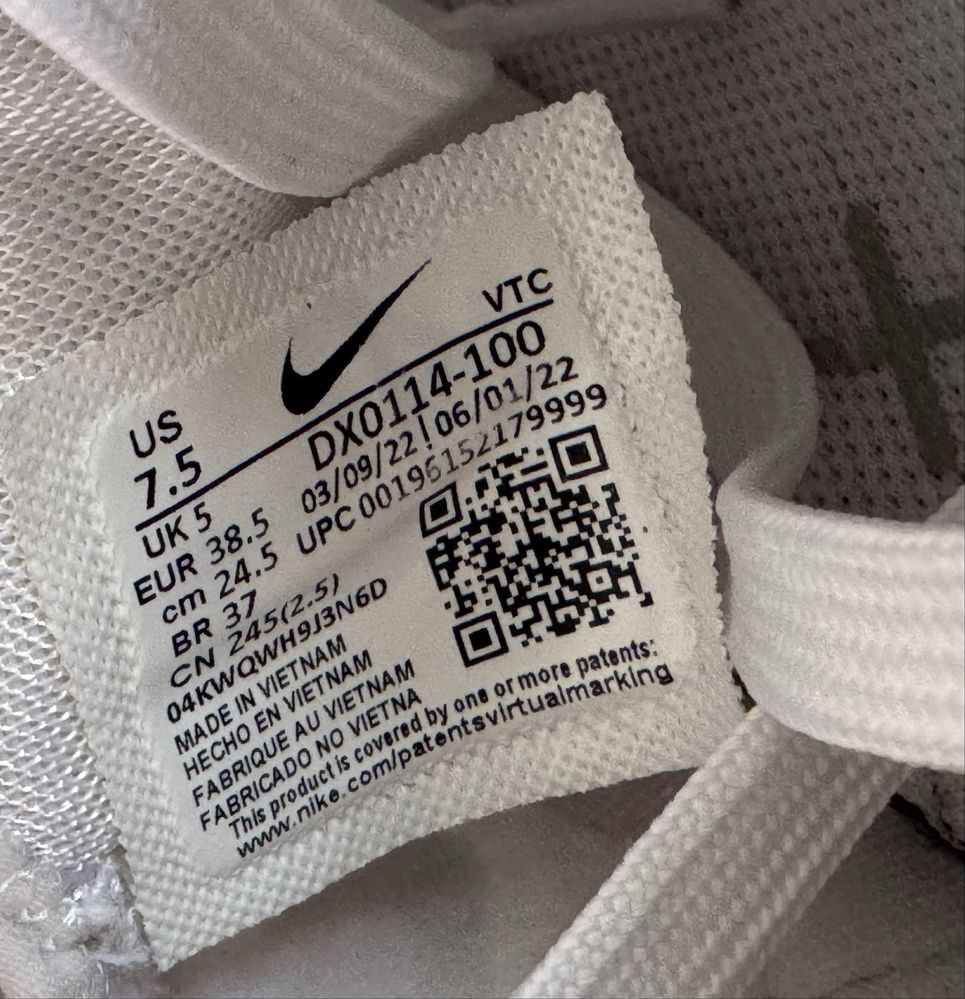 VTC
US
7.5
DX0114-100
03/09/22 | 06/01/22
UPC 00196152179999
UK 5
EUR 38.5
cm 24.5
BR 37
CN 245(2.5)
04KWQWH9J3N6D
MADE IN VIETNAM
HECHO EN VIETNAM
FABRIQUE AU VIETNAM
FABRICADO NO VIETNA
This product is covered by one or more patents:
www.nike.com/patentsvirtualmarking